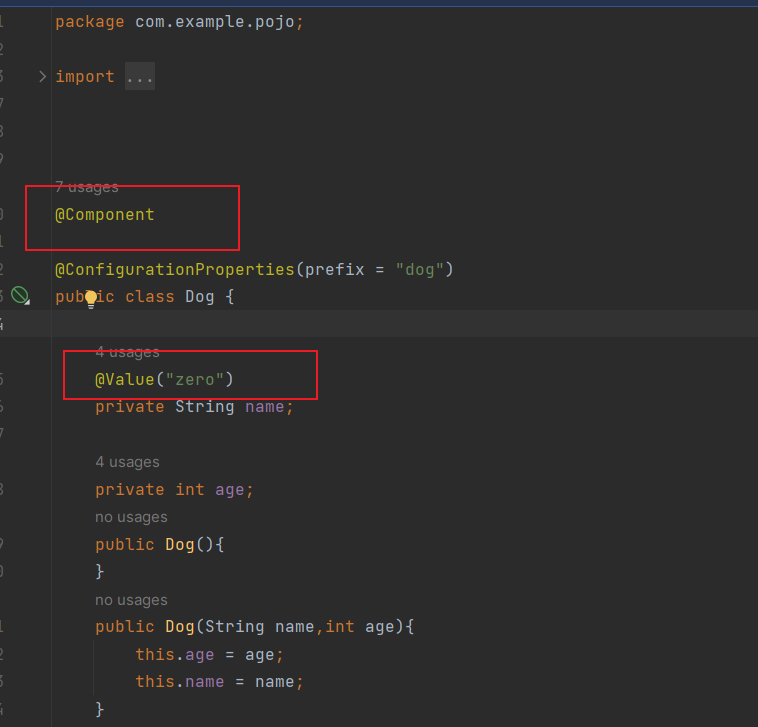 package com.example.pojo;
import ...
7 usages
@Component
@ConfigurationProperties(prefix = "dog")
public class Dog {
4 usages
@Value("zero")
private String name;
4 usages
private int age;
no usages
public Dog(){
}
no usages
public Dog(String name,int age){
this.age = age;
this.name = name;
}